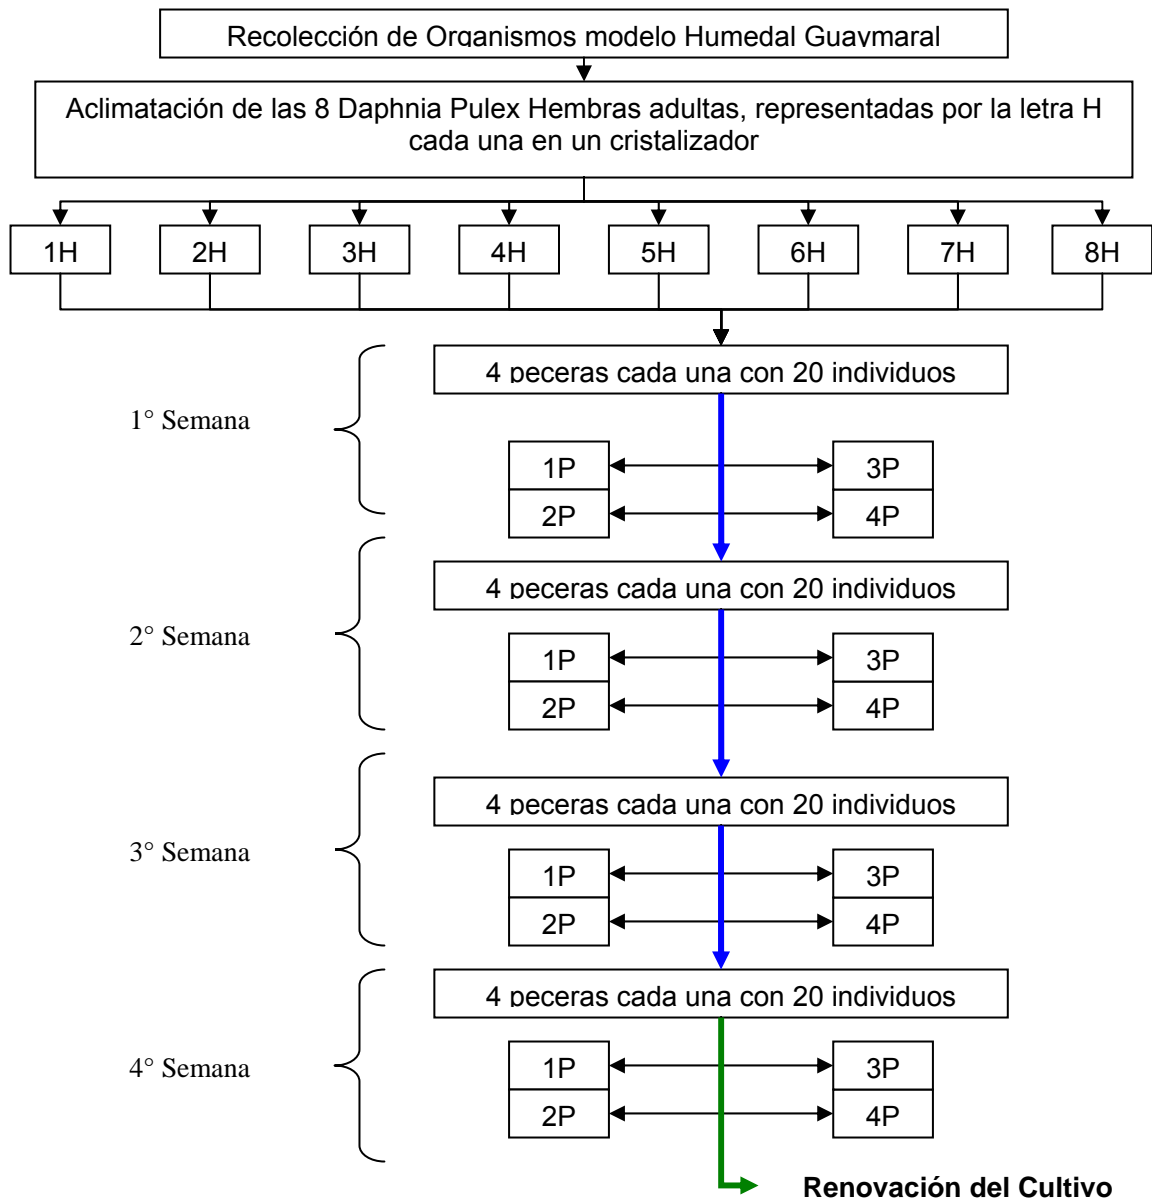 Recolección de Organismos modelo Humedal Guaymaral
Aclimatación de las 8 Daphnia Pulex Hembras adultas, representadas por la letra H
cada una en un cristalizador
1H 2H 3H 4H 5H 6H 7H 8H
4 peceras cada una con 20 individuos
1° Semana
1P 3P
2P 4P
4 peceras cada una con 20 individuos
2° Semana
1P 3P
2P 4P
4 peceras cada una con 20 individuos
3° Semana
1P 3P
2P 4P
4 peceras cada una con 20 individuos
4° Semana
1P 3P
2P 4P
Renovación del Cultivo